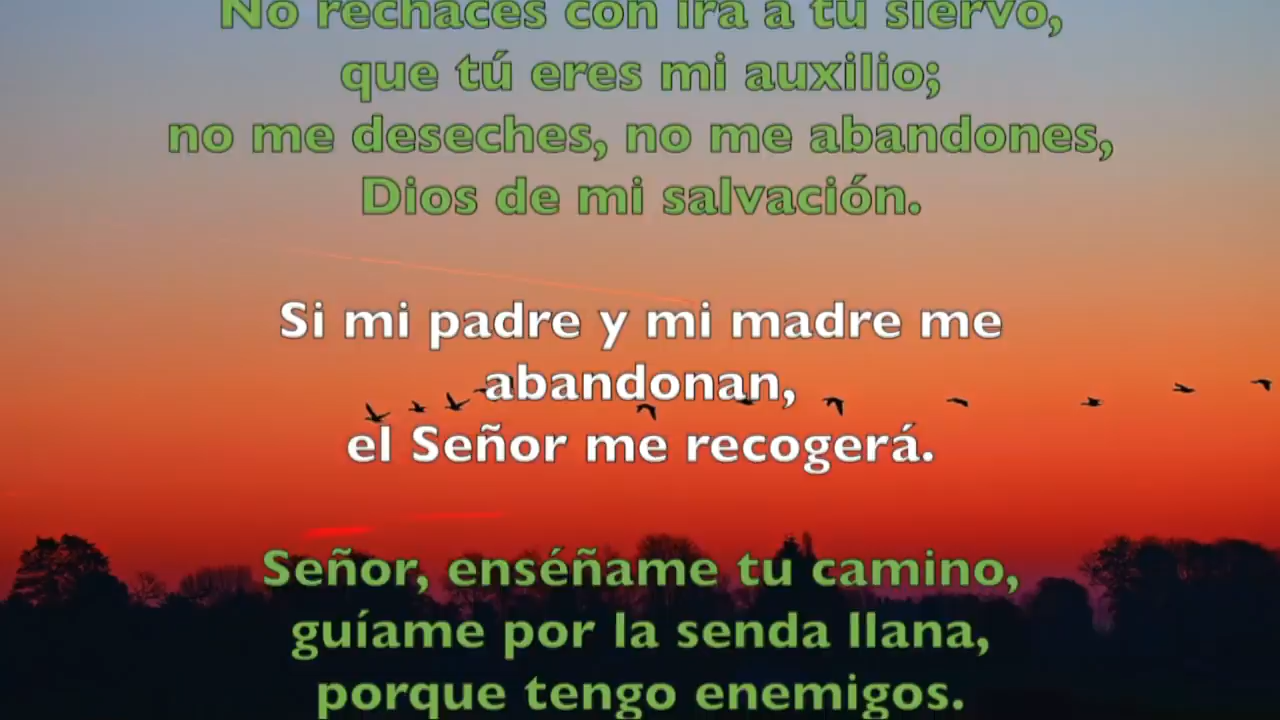 No rechaces con ira a tu siervo,
que tú eres mi auxilio;
no me deseches, no me abandones,
Dios de mi salvación.
Si mi padre y mi madre me
abandonan,
el Señor me recogerá.
Señor, enséñame tu camino,
guíame por la senda llana,
porque tengo enemigos.